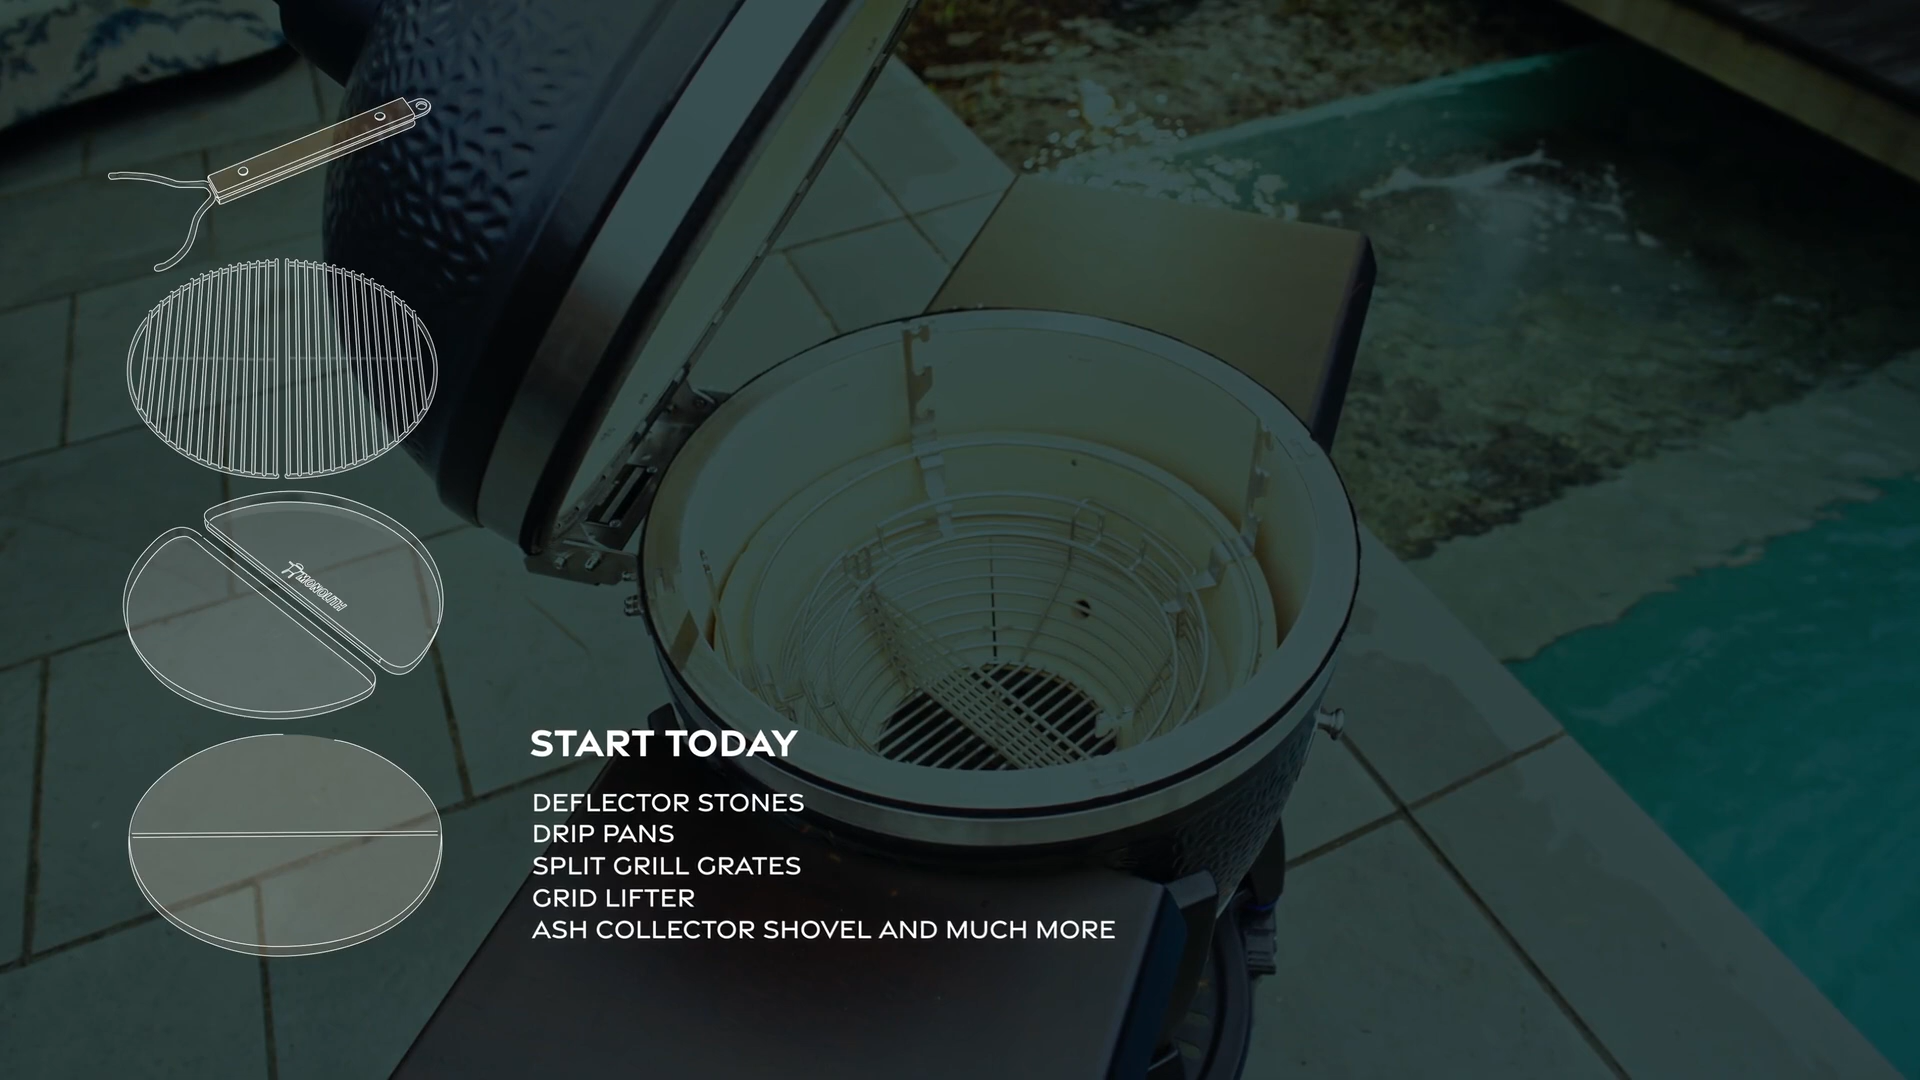 MONOLITH
START TODAY
DEFLECTOR STONES
DRIP PANS
SPLIT GRILL GRATES
GRID LIFTER
ASH COLLECTOR SHOVEL AND MUCH MORE